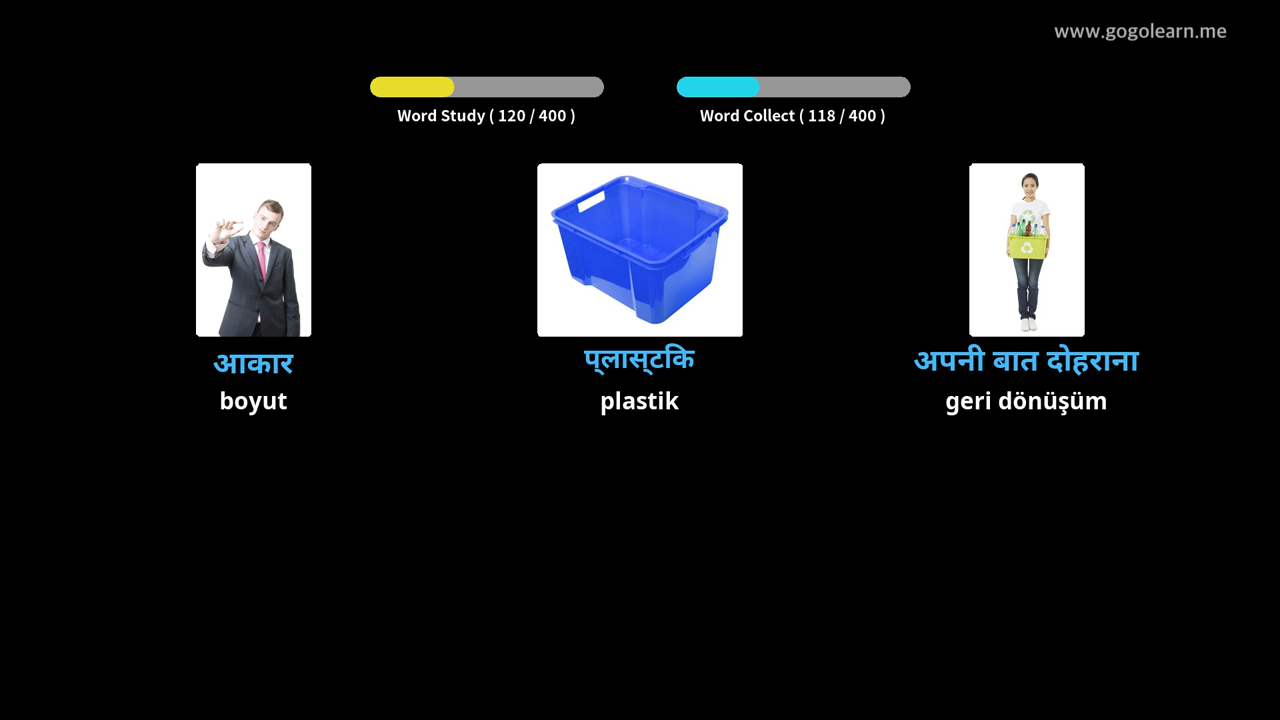 www.gogolearn.me
Word Study ( 120 / 400 )
Word Collect ( 118 / 400 )
आकार
प्लास्टिक
अपनी बात दोहराना
boyut
plastik
geri dönüşüm